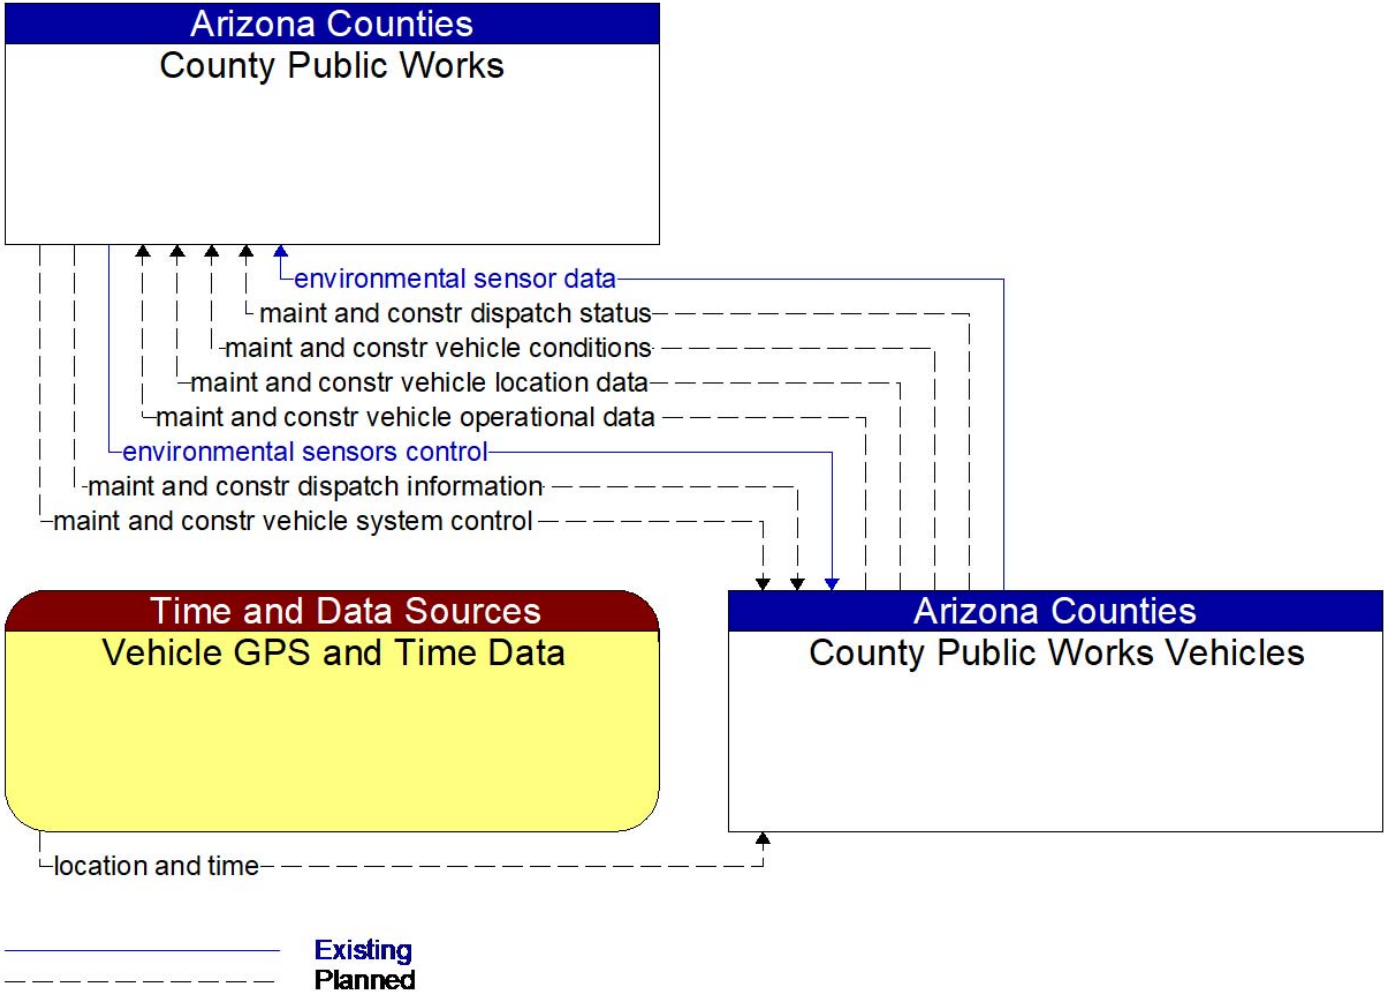 Arizona Counties
County Public Works
environmental sensor data
maint and constr dispatch status
maint and constr vehicle conditions
maint and constr vehicle location data
maint and constr vehicle operational data
environmental sensors control
maint and constr dispatch information
maint and constr vehicle system control
Time and Data Sources
Vehicle GPS and Time Data
Arizona Counties
County Public Works Vehicles
location and time
Existing
Planned